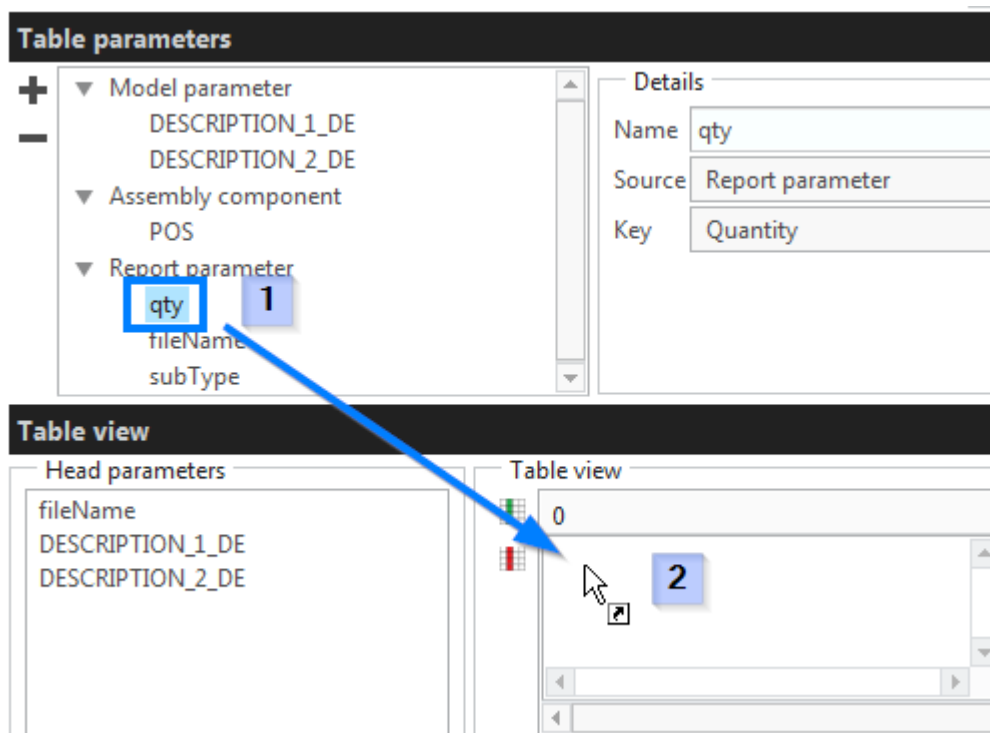 Table parameters
Model parameter
DESCRIPTION_1_DE
DESCRIPTION_2_DE
Assembly component
POS
Report parameter
qty
1
fileName
subType
Details
Name qty
Source Report parameter
Key Quantity
Table view
Head parameters
fileName
DESCRIPTION_1_DE
DESCRIPTION_2_DE
Table view
0
2